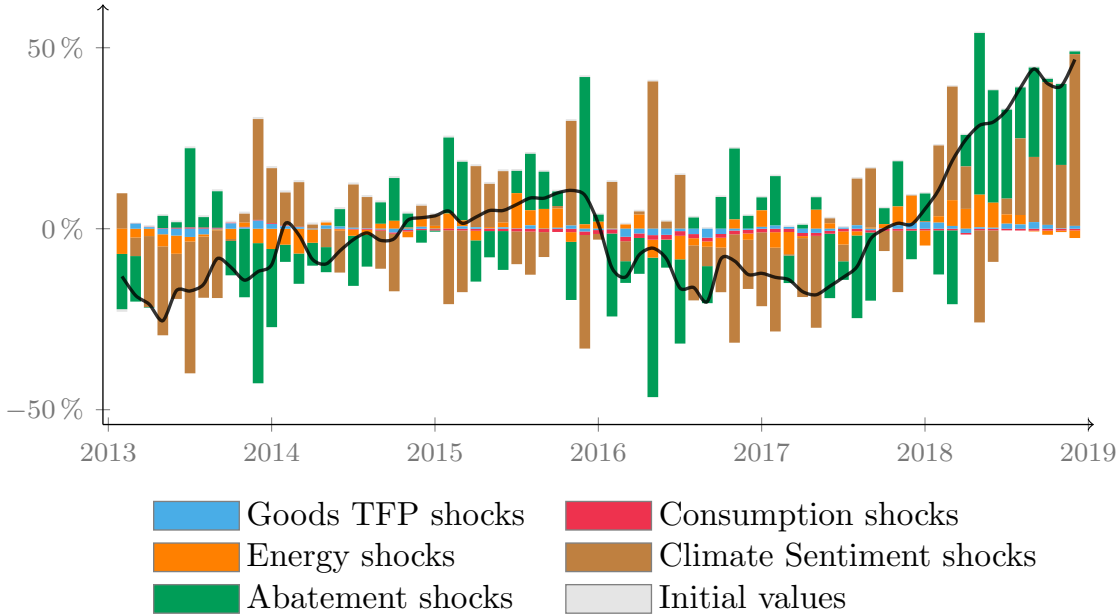 50 %
0 %
−50 %
2013 2014 2015 2016 2017 2018 2019
Goods TFP shocks Consumption shocks
Energy shocks Climate Sentiment shocks
Abatement shocks Initial values